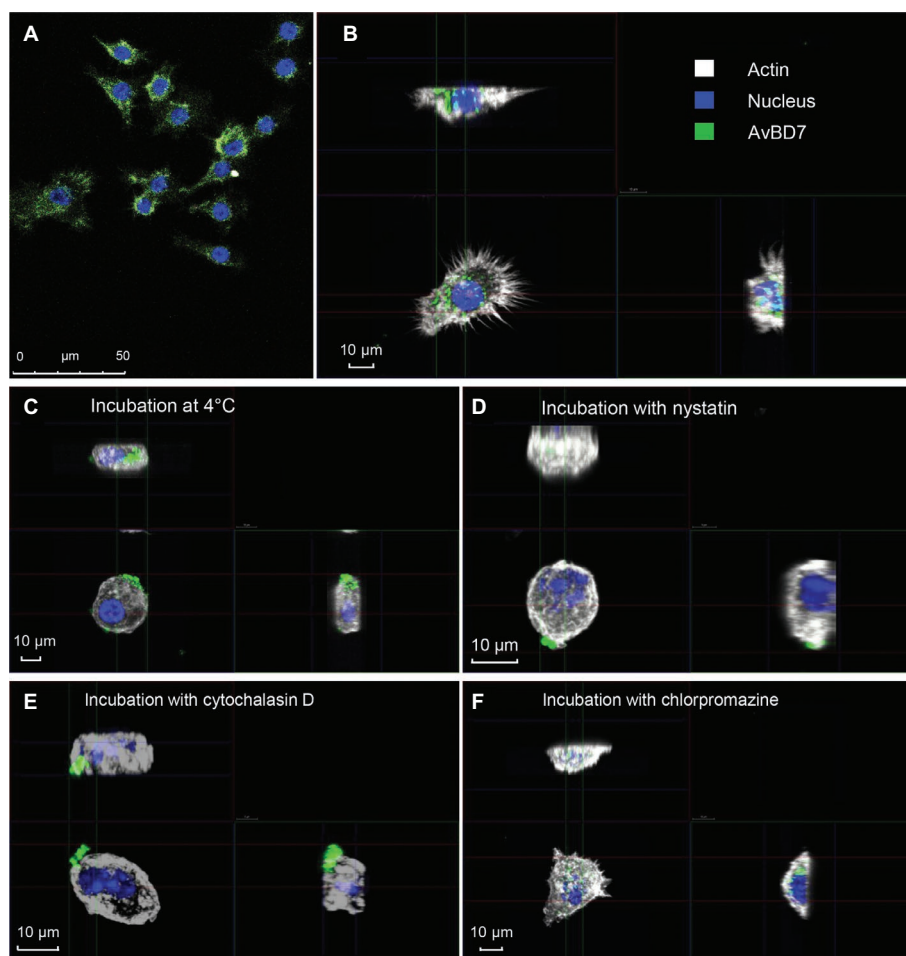 A
0 µm 50
B
Actin
Nucleus
AvBD7
10 µm
C Incubation at 4°C
10 µm
D Incubation with nystatin
10 µm
E Incubation with cytochalasin D
10 µm
F Incubation with chlorpromazine
10 µm